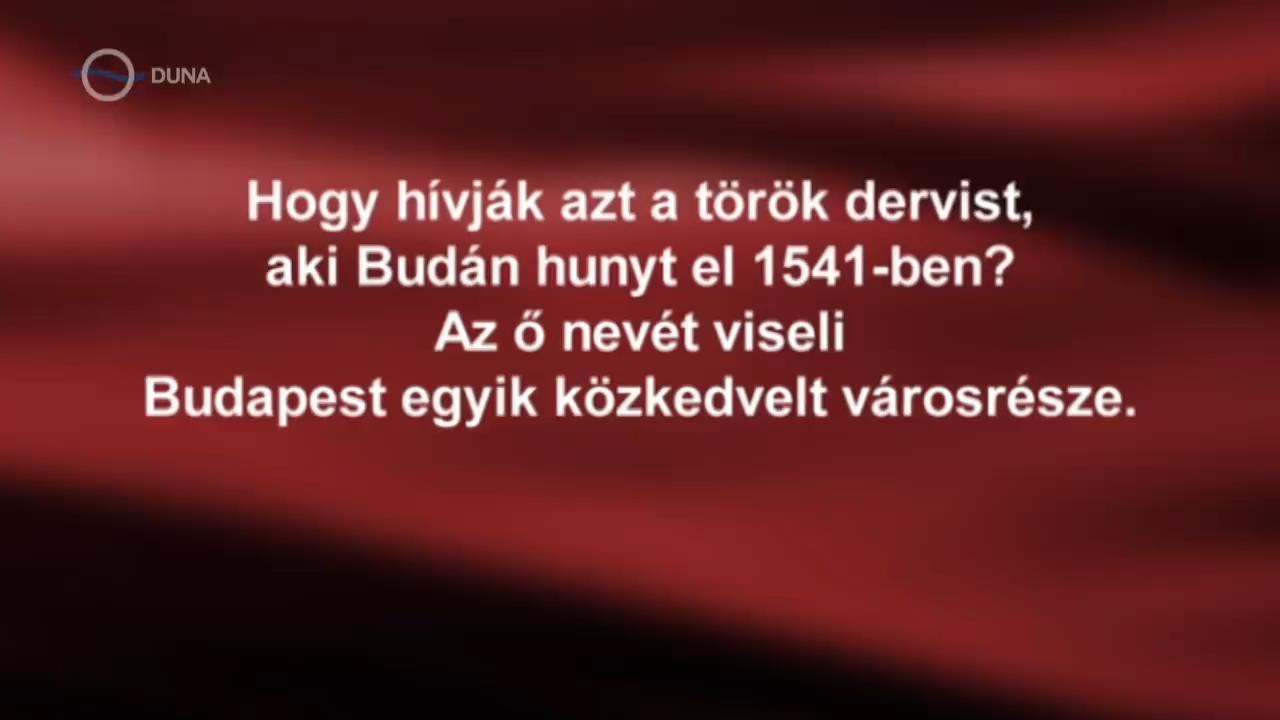 DUNA
Hogy hívják azt a török dervist,
aki Budán hunyt el 1541-ben?
Az ő nevét viseli
Budapest egyik közkedvelt városrésze.